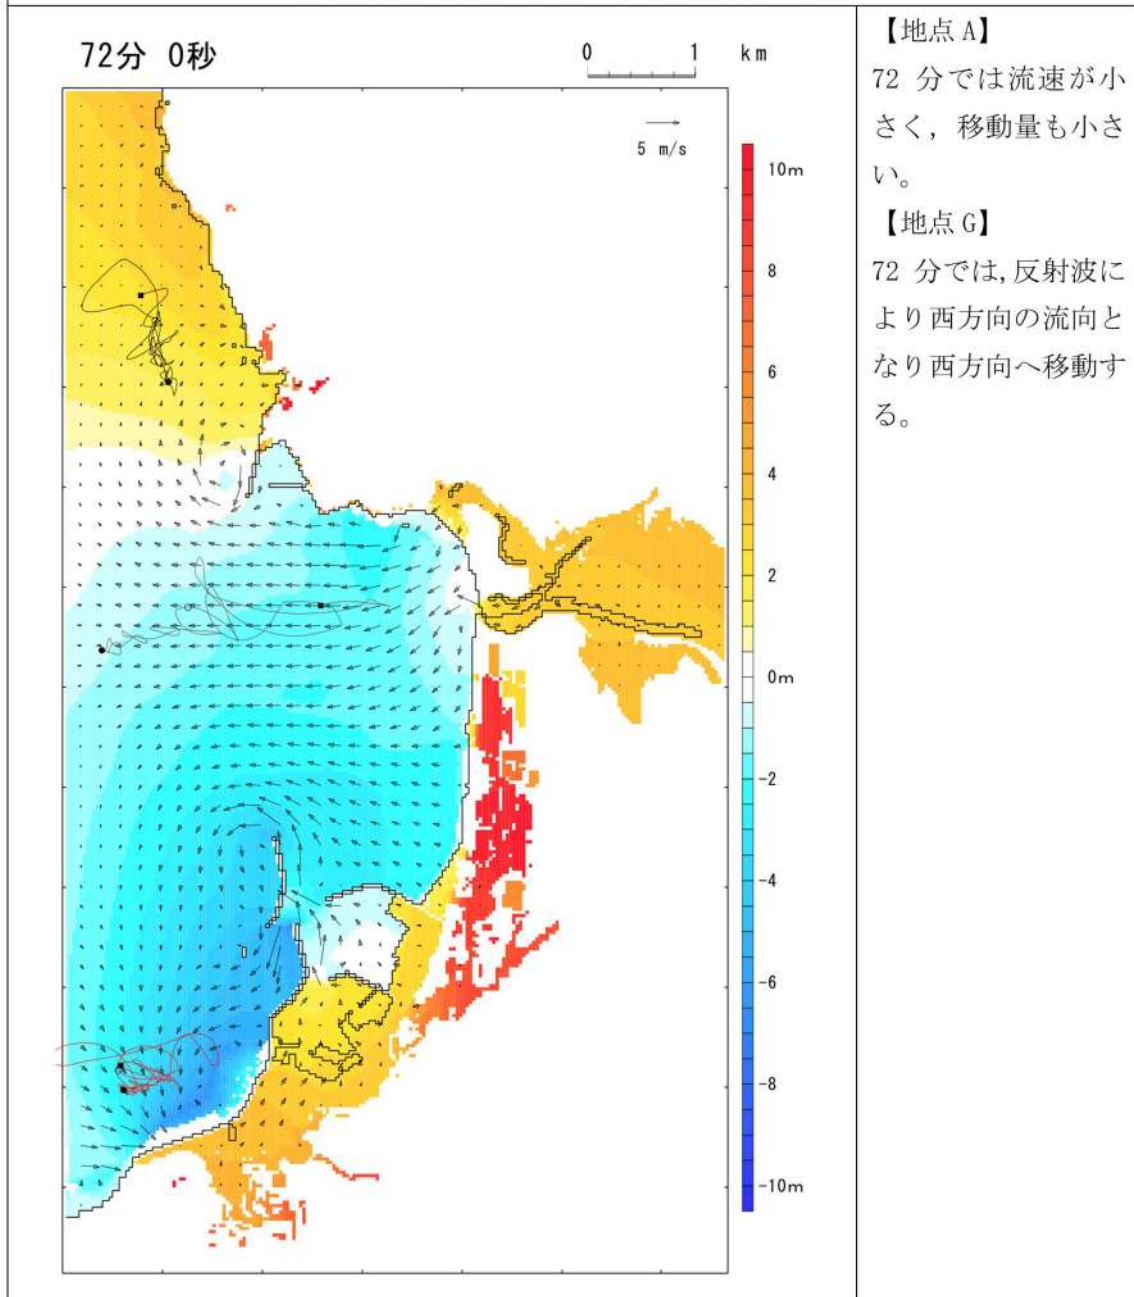 72分 0秒
0 1 km
5 m/s
10m
8
6
4
2
0m
-2
-4
-6
-8
-10m
【地点 A】
72 分では流速が小
さく，移動量も小さ
い。
【地点 G】
72 分では,反射波に
より西方向の流向と
なり西方向へ移動す
る。